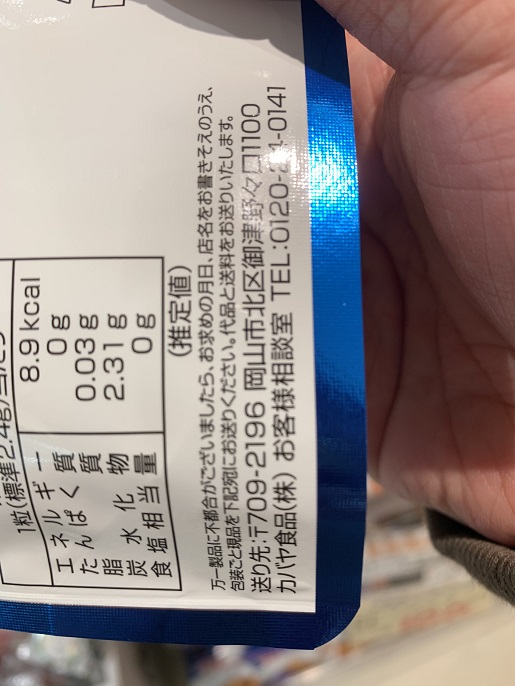 1粒(標準2.4g)当たり
エネルギー 8.9kcal
たんぱく質 0g
脂質 0.03g
炭水化物 2.31g
食塩相当量 0g
(推定値)
万一製品に不都合がございましたら、お求めの月日、店名をお書きそえのうえ、
包装ごと現品を下記宛にお送りください。代品と送料をお送りいたします。
送り先:〒709-2196 岡山市北区御津野々口1100
カバヤ食品(株) お客様相談室 TEL:0120-24-0141